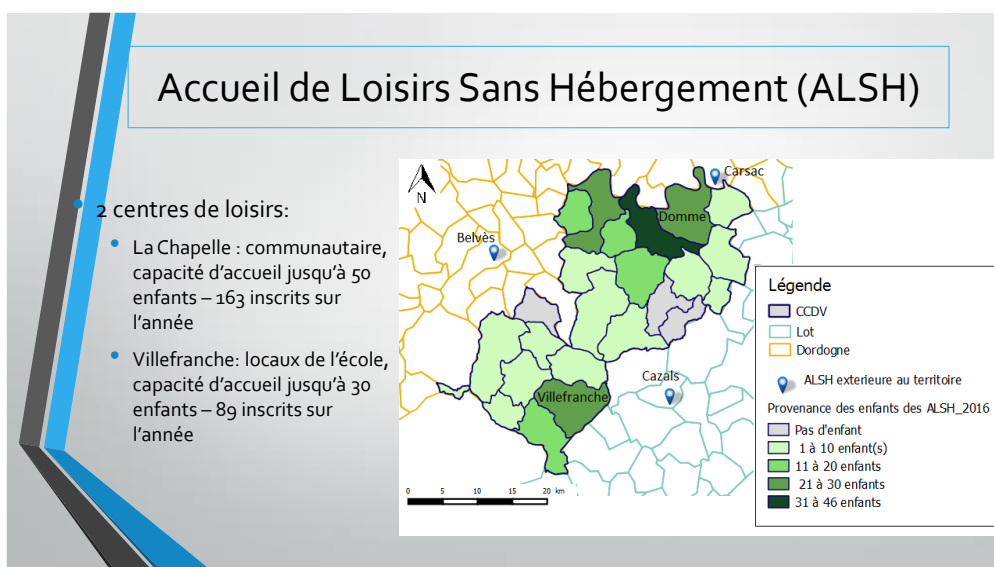 Accueil de Loisirs Sans Hébergement (ALSH)
2 centres de loisirs:
La Chapelle : communautaire,
capacité d'accueil jusqu'à 50
enfants – 163 inscrits sur
l'année
Villefranche: locaux de l'école,
capacité d'accueil jusqu'à 30
enfants – 89 inscrits sur
l'année
N
Carsac
Domme
Belvès
Cazals
Villefranche
0 5 10 15 20 km
Légende
CCDV
Lot
Dordogne
ALSH exterieure au territoire
Provenance des enfants des ALSH_2016
Pas d'enfant
1 à 10 enfant(s)
11 à 20 enfants
21 à 30 enfants
31 à 46 enfants